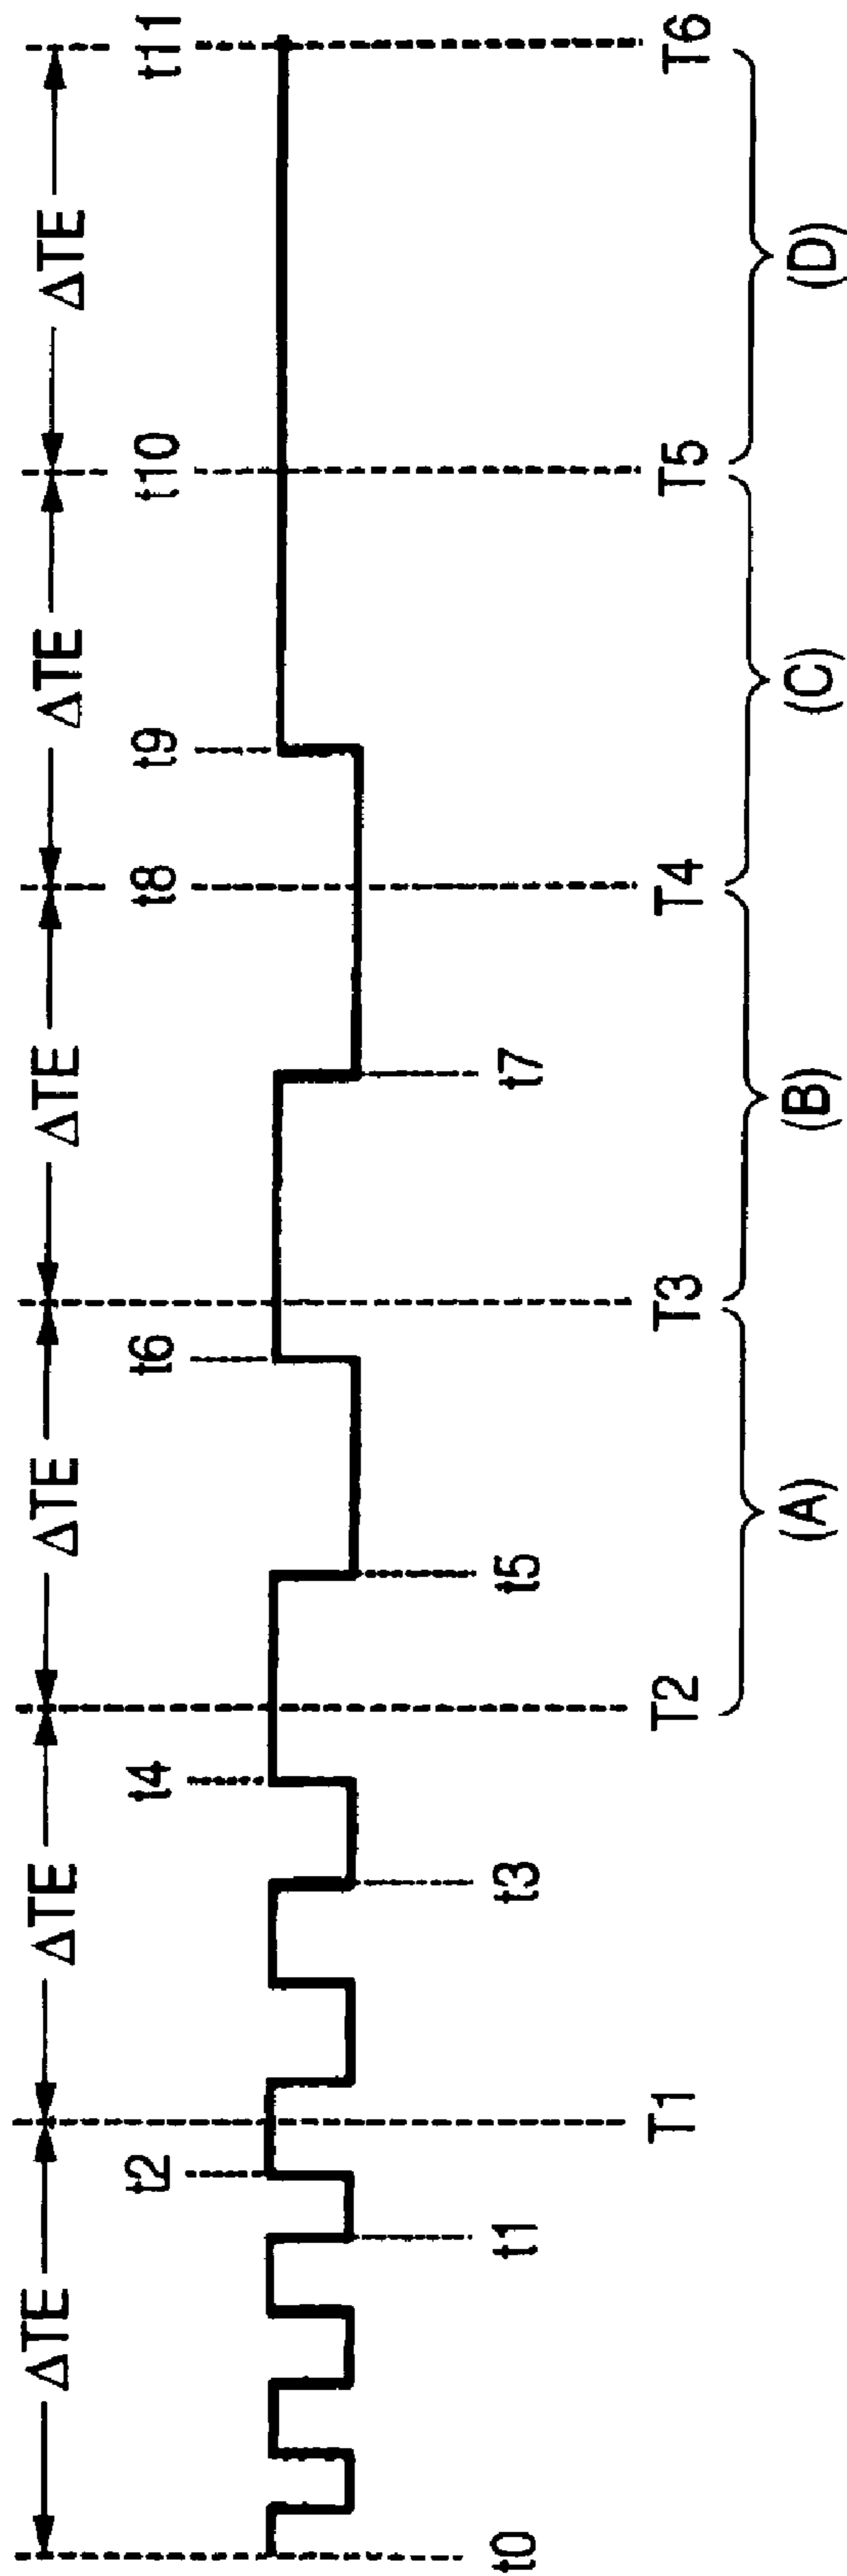 ΔTE ΔTE ΔTE ΔTE ΔTE ΔTE
t2 t4 t6 t8 t9 t10 t11
t0 t1 t3 t5 t7
T1 T2 T3 T4 T5 T6
(A) (B) (C) (D)